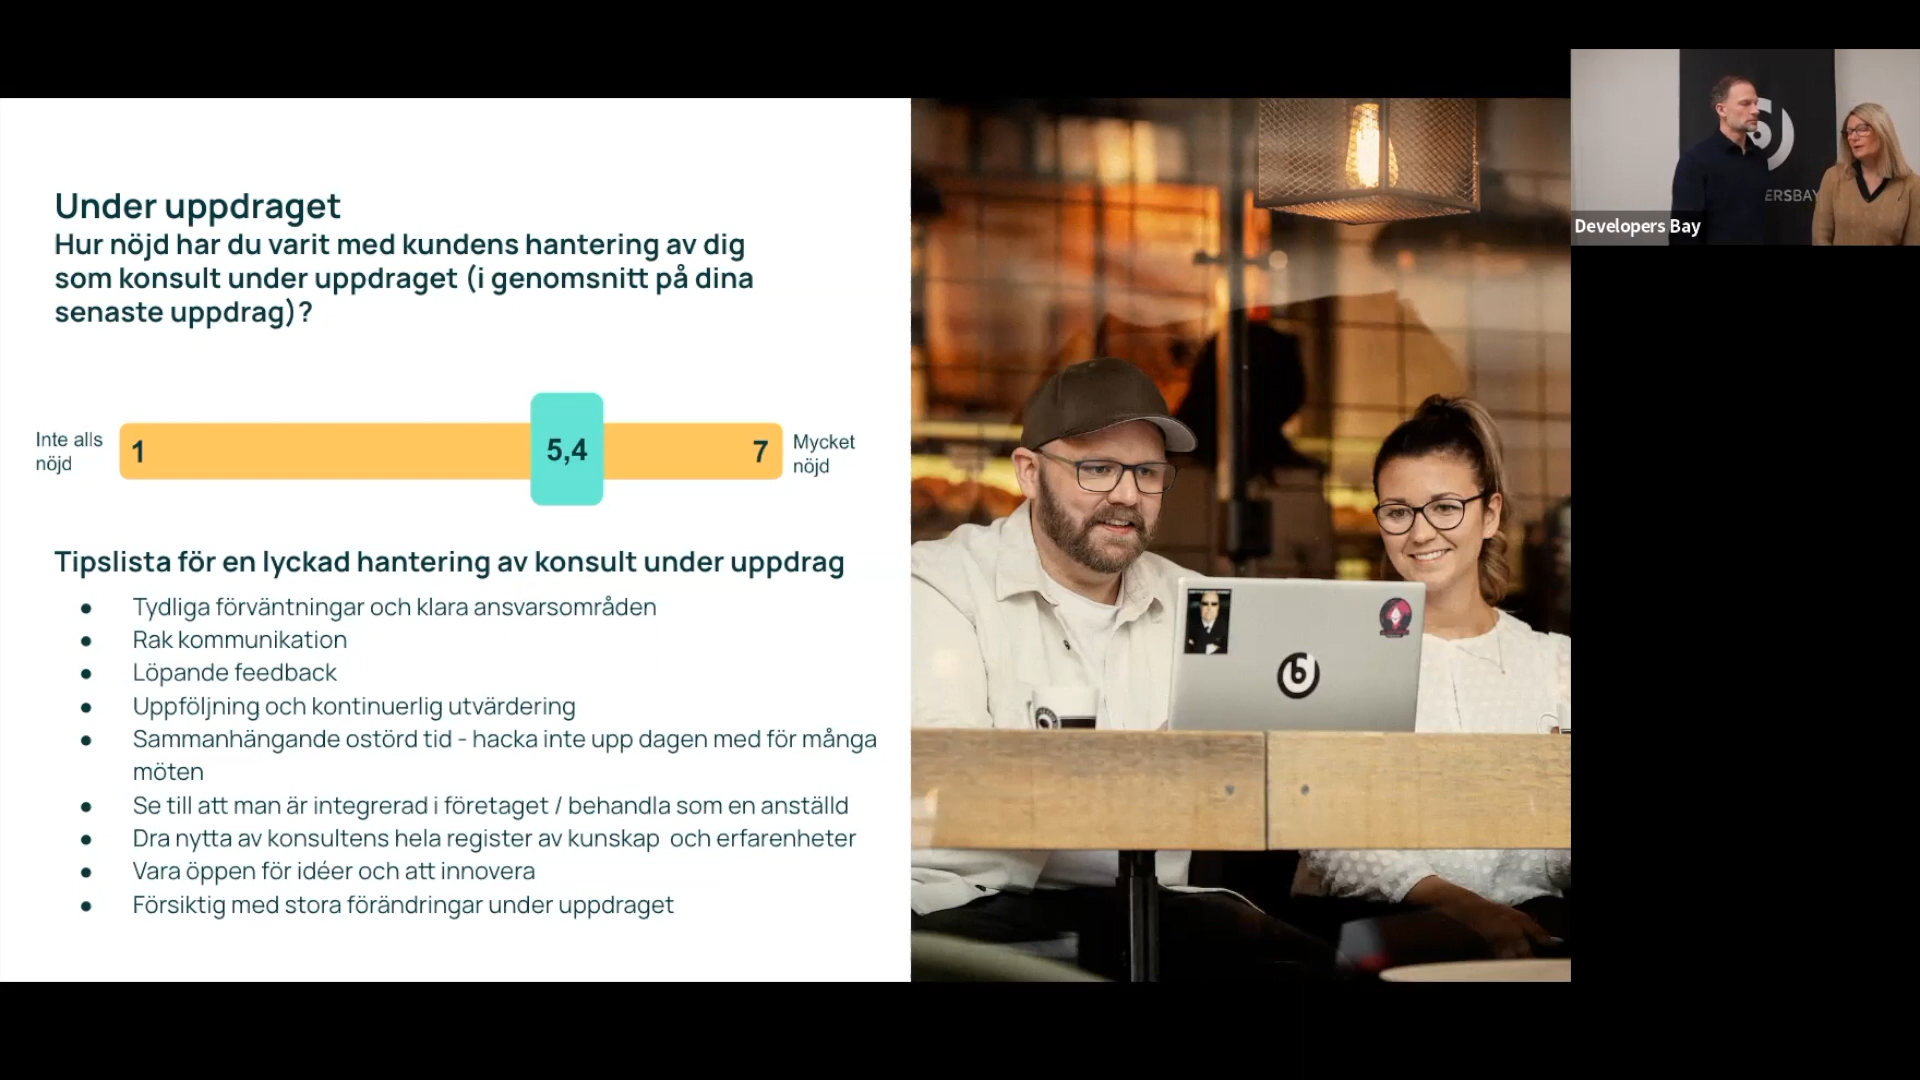 Under uppdraget
Hur nöjd har du varit med kundens hantering av dig
som konsult under uppdraget (i genomsnitt på dina
senaste uppdrag)?
Inte alls
nöjd
1
5,4
7
Mycket
nöjd
Tipslista för en lyckad hantering av konsult under uppdrag
● Tydliga förväntningar och klara ansvarsområden
● Rak kommunikation
● Löpande feedback
● Uppföljning och kontinuerlig utvärdering
● Sammanhängande ostörd tid - hacka inte upp dagen med för många
möten
● Se till att man är integrerad i företaget / behandla som en anställd
● Dra nytta av konsultens hela register av kunskap  och erfarenheter
● Vara öppen för idéer och att innovera
● Försiktig med stora förändringar under uppdraget
ERSBAY
Developers Bay